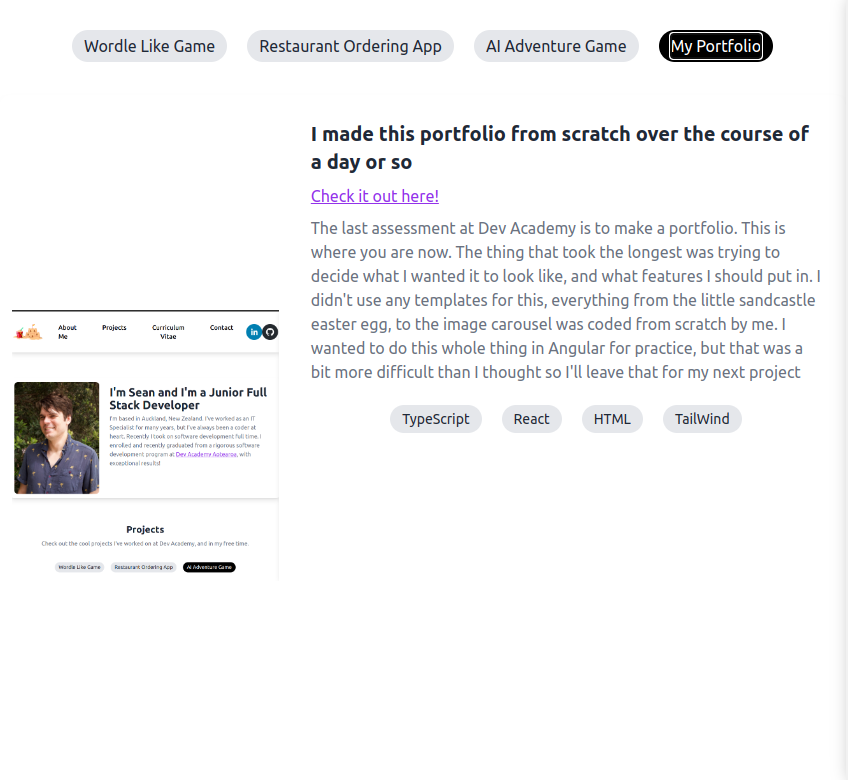 Wordle Like Game Restaurant Ordering App AI Adventure Game My Portfolio
I made this portfolio from scratch over the course of
a day or so
Check it out here!
The last assessment at Dev Academy is to make a portfolio. This is
where you are now. The thing that took the longest was trying to
decide what I wanted it to look like, and what features I should put in. I
didn't use any templates for this, everything from the little sandcastle
easter egg, to the image carousel was coded from scratch by me. I
wanted to do this whole thing in Angular for practice, but that was a
bit more difficult than I thought so I'll leave that for my next project
TypeScript React HTML TailWind
About
Me
Projects
Curriculum
Vitae
Contact
in
I'm Sean and I'm a Junior Full
Stack Developer
I'm based in Auckland, New Zealand. I've worked as an IT
Specialist for many years, but I've always been a coder at
heart. Recently I took on software development full time. I
enrolled and recently graduated from a rigorous software
development program at Dev Academy Aotearoa, with
exceptional results!
Projects
Check out the cool projects I've worked on at Dev Academy, and in my free time.
Wordle Like Game Restaurant Ordering App AI Adventure Game